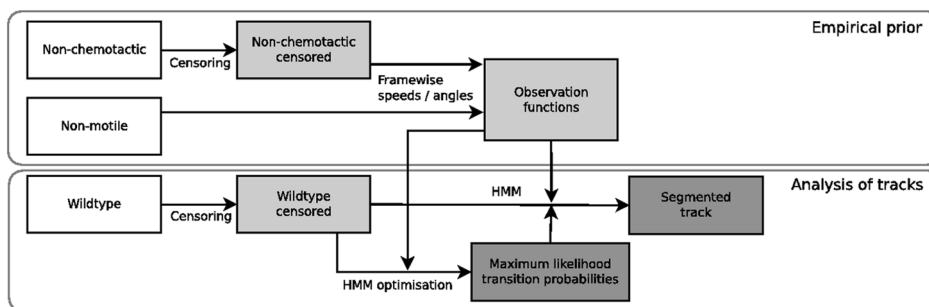 Empirical prior
Non-chemotactic
Censoring
Non-chemotactic
censored
Framewise
speeds / angles
Observation
functions
Non-motile
Analysis of tracks
Wildtype
Censoring
Wildtype
censored
HMM
Segmented
track
HMM optimisation
Maximum likelihood
transition probabilities